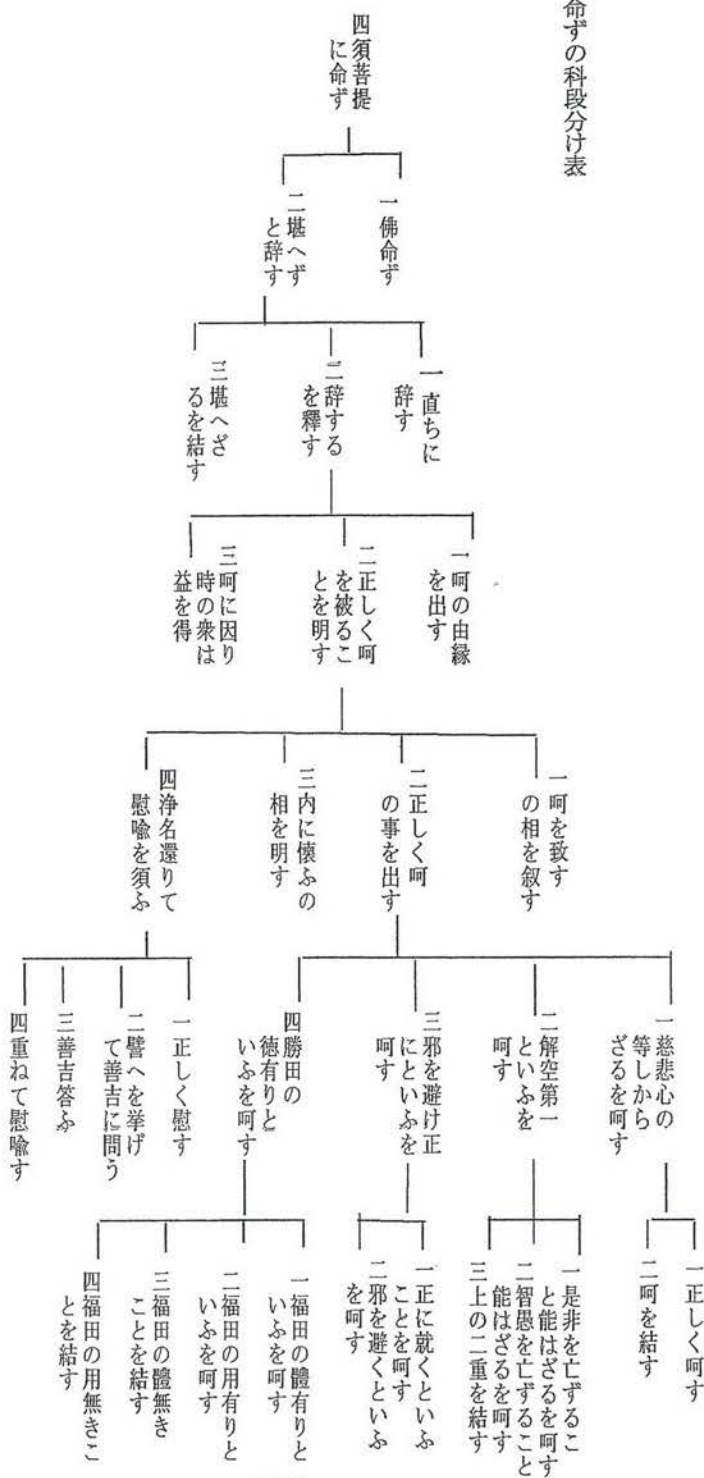 命ずの科段分け表
四須菩提
に命ず
一佛命ず
二堪へず
と辞す
一直ちに
辞す
二辞する
を釋す
三堪へざ
るを結す
一呵の由縁
を出す
二正しく呵
を被るこ
とを明す
三呵に因り
時の衆は
益を得
一呵を致す
の相を叙す
二正しく呵
の事を出す
三内に懐ふの
相を明す
四浄名還りて
慰喩を須ふ
一慈悲心の
等しから
ざるを呵す
二解空第一
といふを
呵す
三邪を避け正
にといふを
呵す
四勝田の
徳有りと
いふを呵す
一正しく慰す
二譬へを挙げ
て善吉に問う
三善吉答ふ
四重ねて慰喩す
一正しく呵す
二呵を結す
一是非を亡ずるこ
と能はざるを呵す
二智愚を亡ずること
能はざるを呵す
三上の二重を結す
一正に就くといふ
ことを呵す
二邪を避くといふ
を呵す
一福田の體有りと
いふを呵す
二福田の用有りと
いふを呵す
三福田の體無き
ことを結す
四福田の用無きこ
とを結す